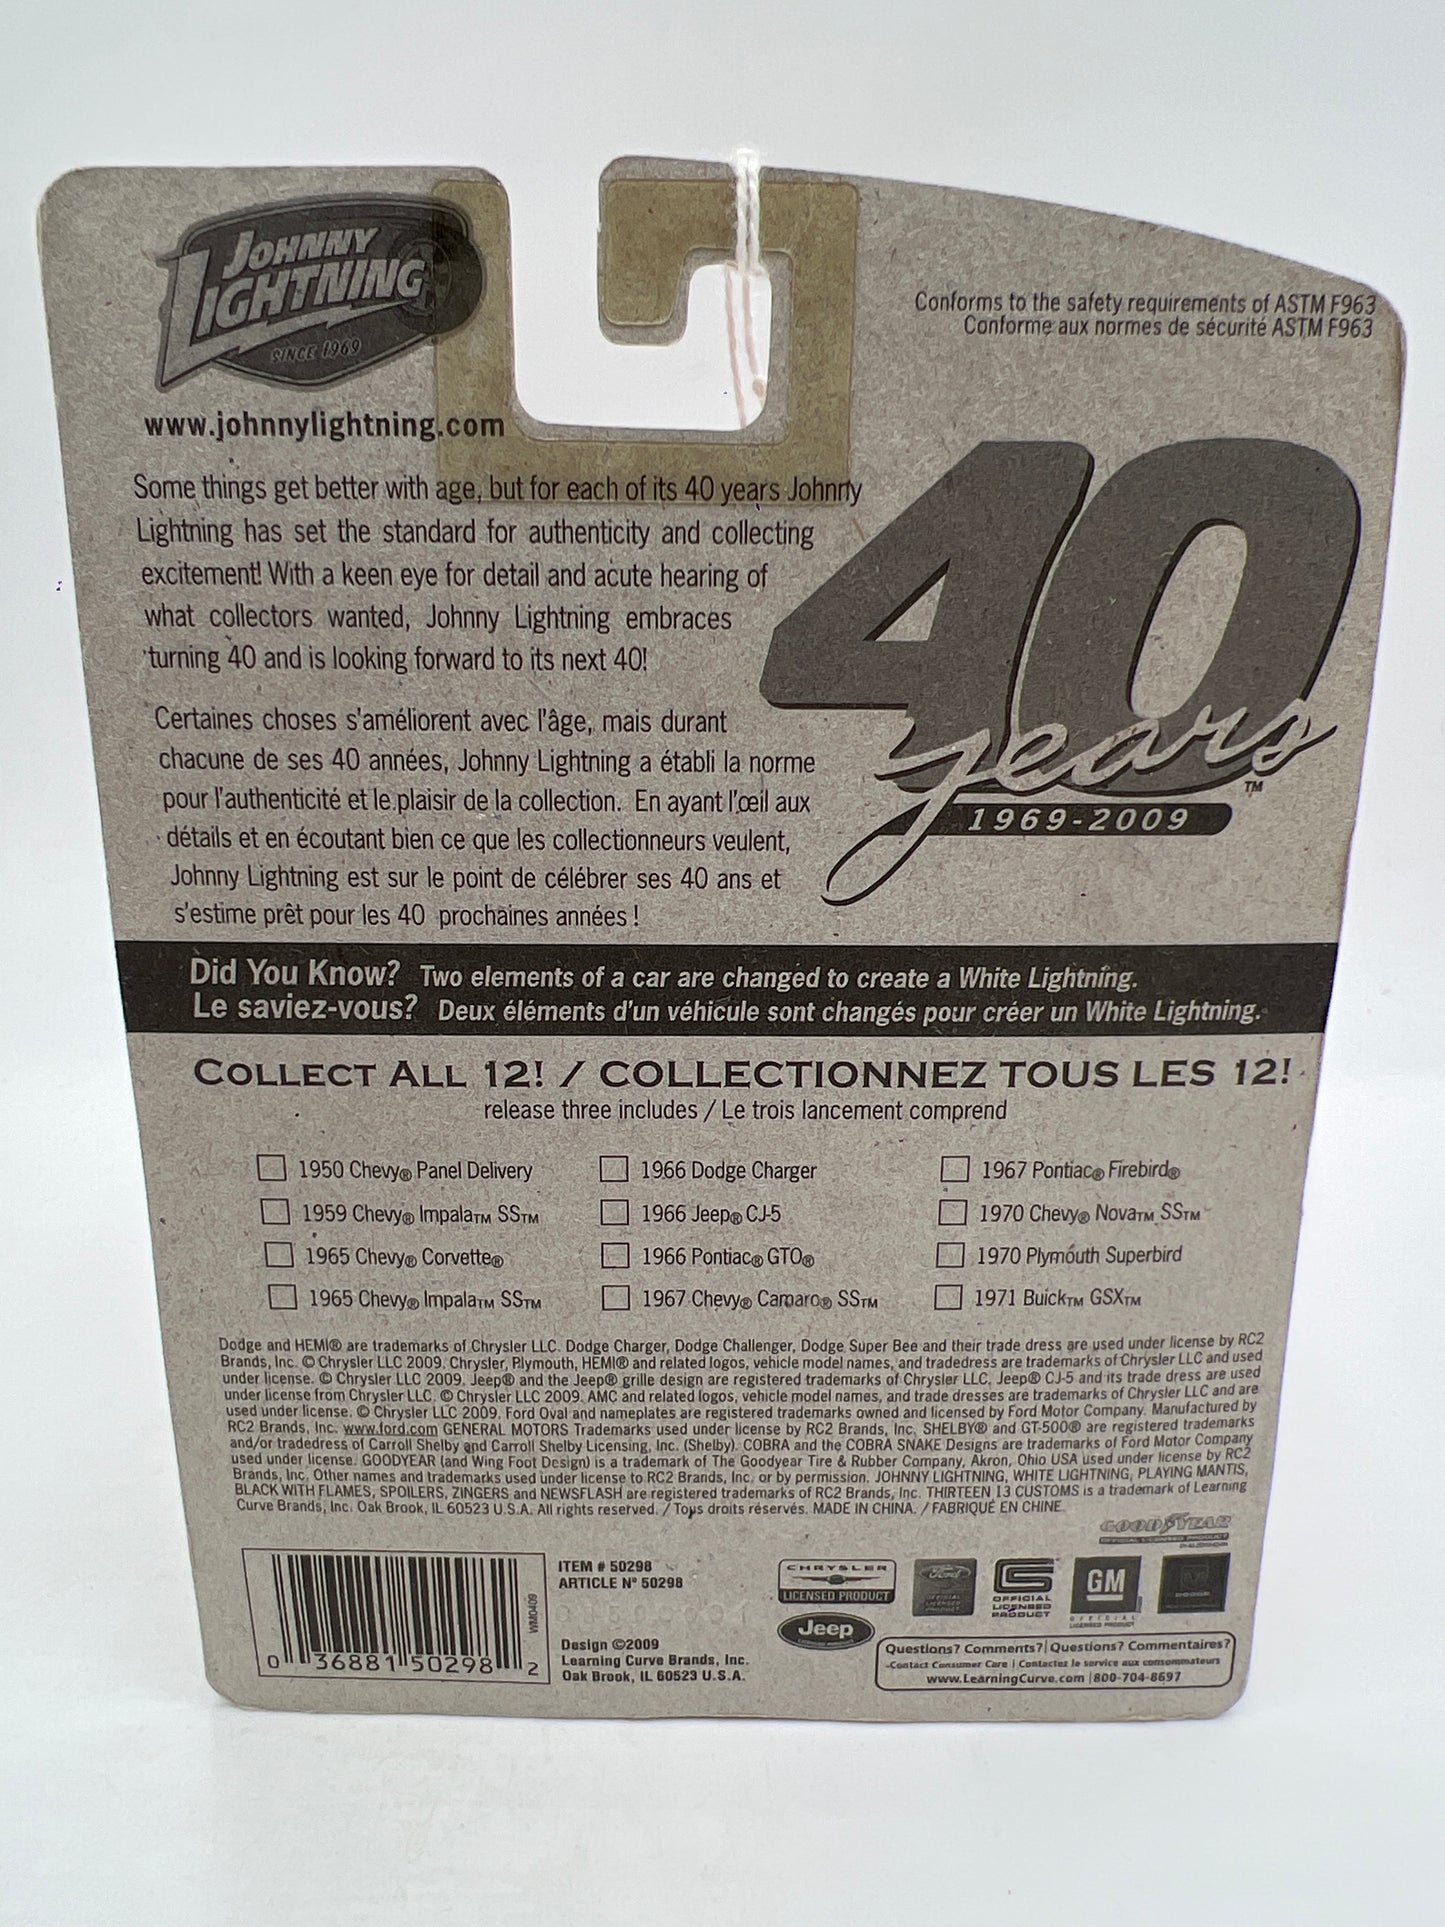 JOHNNY
LIGHTNING
SINCE 1969
www.johnnylightning.com
Conforms to the safety requirements of ASTM F963
Conforme aux normes de sécurité ASTM F963
Some things get better with age, but for each of its 40 years Johnny
Lightning has set the standard for authenticity and collecting
excitement! With a keen eye for detail and acute hearing of
what collectors wanted, Johnny Lightning embraces
turning 40 and is looking forward to its next 40!
40
years™
1969-2009
Certaines choses s'améliorent avec l'âge, mais durant
chacune de ses 40 années, Johnny Lightning a établi la norme
pour l'authenticité et le plaisir de la collection. En ayant l'œil aux
détails et en écoutant bien ce que les collectionneurs veulent,
Johnny Lightning est sur le point de célébrer ses 40 ans et
s'estime prêt pour les 40 prochaines années !
Did You Know? Two elements of a car are changed to create a White Lightning.
Le saviez-vous? Deux éléments d'un véhicule sont changés pour créer un White Lightning.
COLLECT ALL 12! / COLLECTIONNEZ TOUS LES 12!
release three includes / Le trois lancement comprend
1950 Chevy® Panel Delivery
1959 Chevy® Impala™ SS™
1965 Chevy® Corvette®
1965 Chevy® Impala™ SS™
1966 Dodge Charger
1966 Jeep® CJ-5
1966 Pontiac® GTO®
1967 Chevy® Camaro® SS™
1967 Pontiac® Firebird®
1970 Chevy® Nova™ SS™
1970 Plymouth Superbird
1971 Buick™ GSX™
Dodge and HEMI® are trademarks of Chrysler LLC. Dodge Charger, Dodge Challenger, Dodge Super Bee and their trade dress are used under license by RC2
Brands, Inc. © Chrysler LLC 2009. Chrysler, Plymouth, HEMI® and related logos, vehicle model names, and tradedress are trademarks of Chrysler LLC and used
under license. © Chrysler LLC 2009. Jeep® and the Jeep® grille design are registered trademarks of Chrysler LLC. Jeep® CJ-5 and its trade dress are used
under license from Chrysler LLC. © Chrysler LLC 2009. AMC and related logos, vehicle model names, and trade dresses are trademarks of Chrysler LLC and are
used under license. © Chrysler LLC 2009. Ford Oval and nameplates are registered trademarks owned and licensed by Ford Motor Company. Manufactured by
RC2 Brands, Inc. www.ford.com GENERAL MOTORS Trademarks used under license by RC2 Brands, Inc. SHELBY® and GT-500® are registered trademarks
and/or tradedress of Carroll Shelby and Carroll Shelby Licensing, Inc. (Shelby). COBRA and the COBRA SNAKE Designs are trademarks of Ford Motor Company
used under license. GOODYEAR (and Wing Foot Design) is a trademark of The Goodyear Tire & Rubber Company, Akron, Ohio USA used under license by RC2
Brands, Inc. Other names and trademarks used under license to RC2 Brands, Inc. or by permission. JOHNNY LIGHTNING, WHITE LIGHTNING, PLAYING MANTIS,
BLACK WITH FLAMES, SPOILERS, ZINGERS and NEWSFLASH are registered trademarks of RC2 Brands, Inc. THIRTEEN 13 CUSTOMS is a trademark of Learning
Curve Brands, Inc. Oak Brook, IL 60523 U.S.A. All rights reserved. / Tous droits réservés. MADE IN CHINA. / FABRIQUÉ EN CHINE.
GOODYEAR
OFFICIAL LICENSED PRODUCT
0 36881 50298 2
WM0409
ITEM # 50298
ARTICLE N° 50298
Design ©2009
Learning Curve Brands, Inc.
Oak Brook, IL 60523 U.S.A.
CHRYSLER
LICENSED PRODUCT
Jeep
Ford
OFFICIAL
LICENSED
PRODUCT
OFFICIAL
LICENSED
PRODUCT
GM
OFFICIAL
LICENSED PRODUCT
DODGE
Questions? Comments? | Questions? Commentaires?
Contact Consumer Care | Contactez le service aux consommateurs
www.LearningCurve.com | 800-704-8697